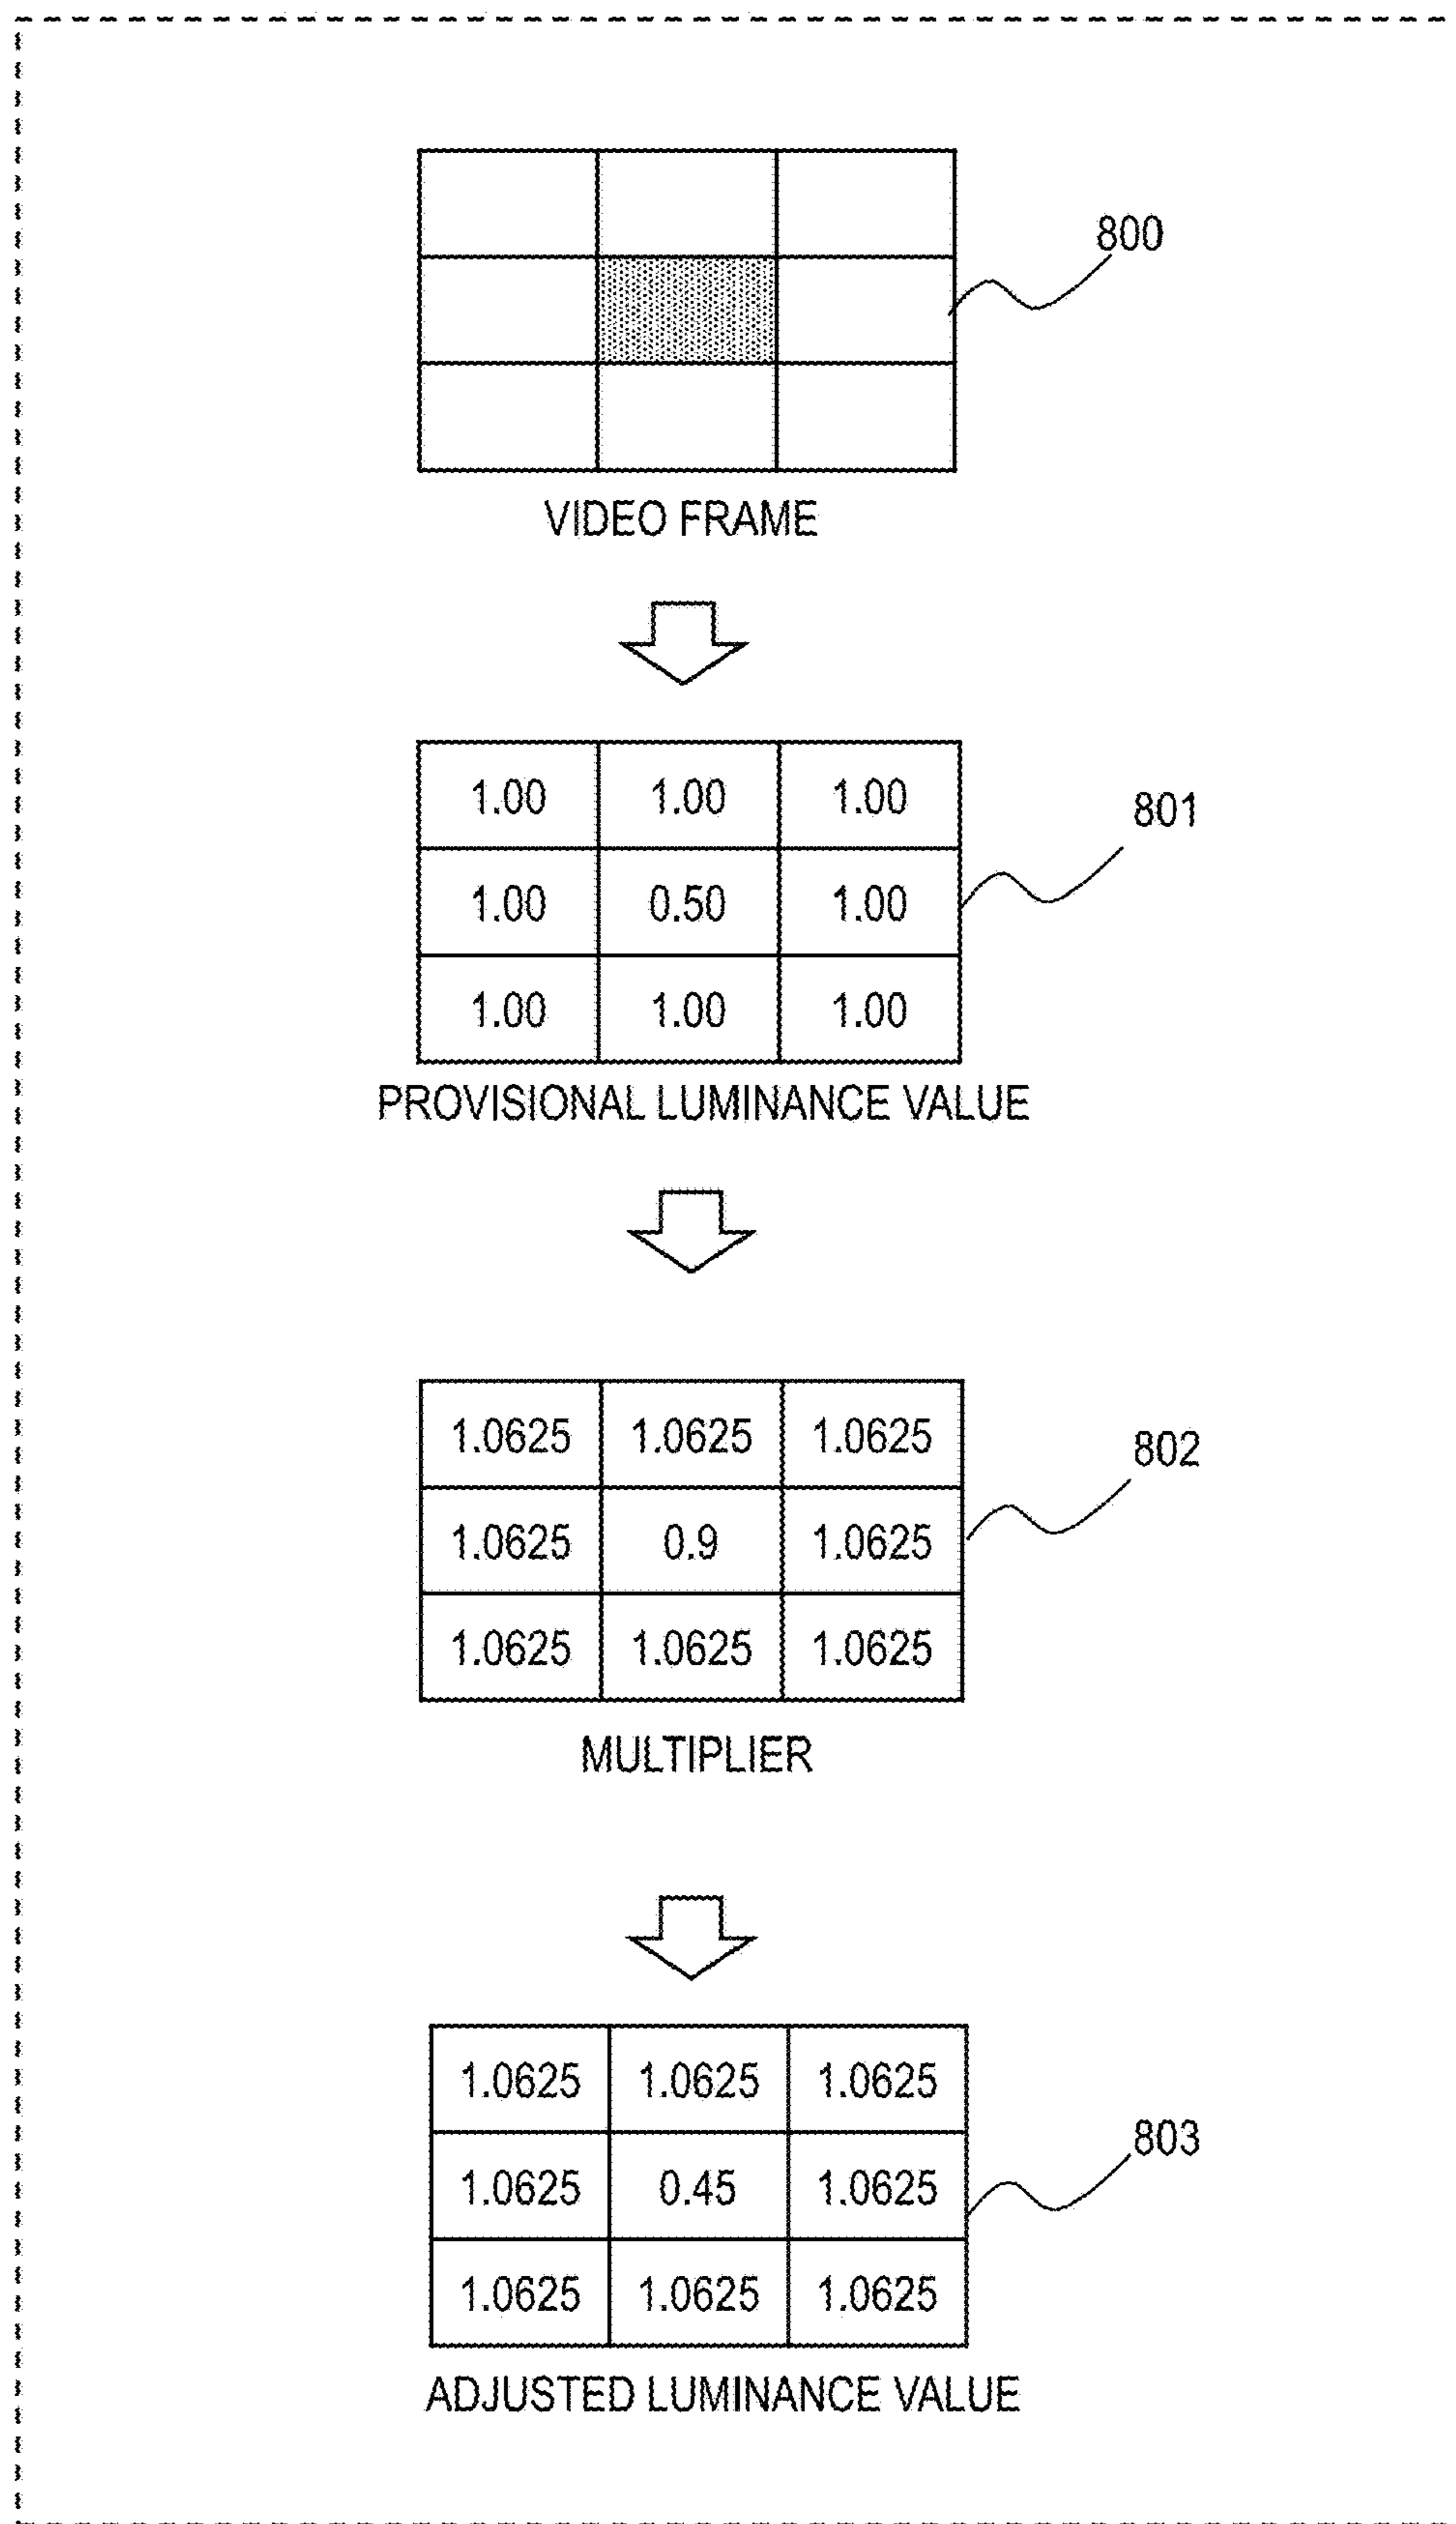 800
VIDEO FRAME
1.00 1.00 1.00
801
1.00 0.50 1.00
1.00 1.00 1.00
PROVISIONAL LUMINANCE VALUE
1.0625 1.0625 1.0625
802
1.0625 0.9 1.0625
1.0625 1.0625 1.0625
MULTIPLIER
1.0625 1.0625 1.0625
803
1.0625 0.45 1.0625
1.0625 1.0625 1.0625
ADJUSTED LUMINANCE VALUE